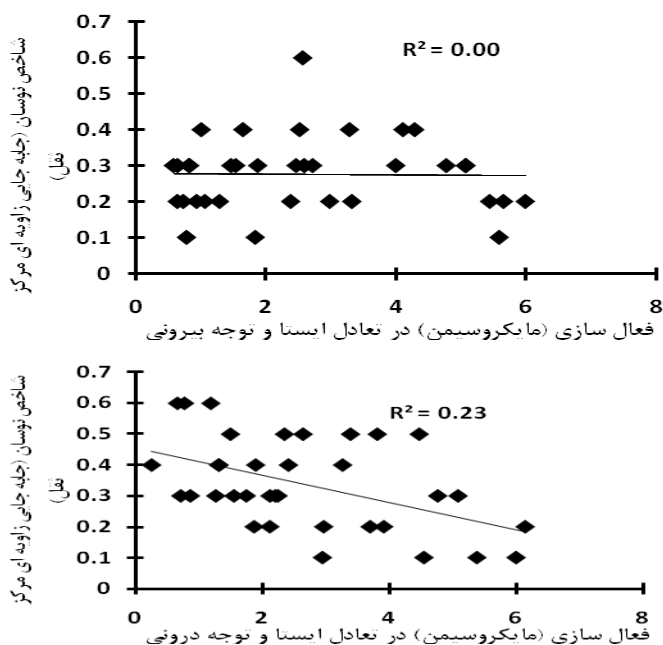 شاخص نوسان (جابه جایی زاویه ای مرکز
ثقل)
0.7
0.6
0.5
0.4
0.3
0.2
0.1
0
R² = 0.00
0 2 4 6 8
فعال سازی (مایکروسیمن) در تعادل ایستا و توجه بیرونی
شاخص نوسان (جابه جایی زاویه ای مرکز
ثقل)
0.7
0.6
0.5
0.4
0.3
0.2
0.1
0
R² = 0.23
0 2 4 6 8
فعال سازی (مایکروسیمن) در تعادل ایستا و توجه درونی